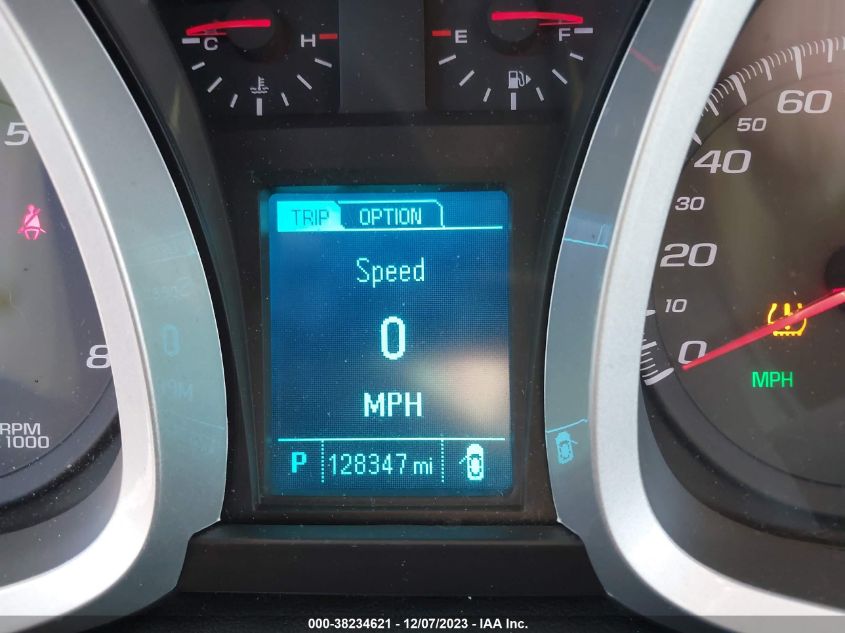 C H
E F
5
8
RPM
x 1000
TRIP OPTION
Speed
0
MPH
P 128347 mi
60
50
40
30
20
10
0
MPH
000-38234621 - 12/07/2023 - IAA Inc.